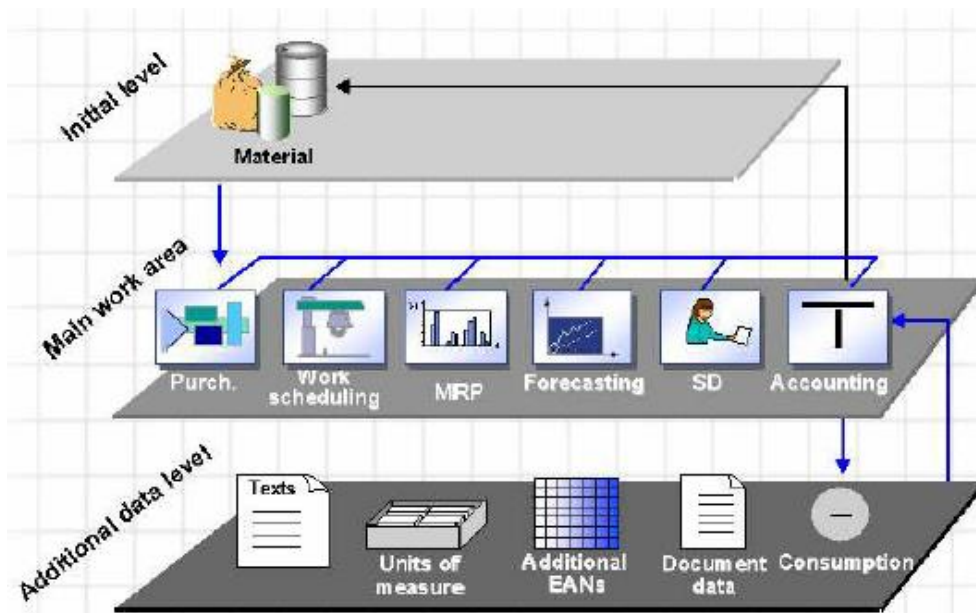 Initial level
Material
Main work area
Purch.
Work
scheduling
MRP
Forecasting
SD
Accounting
Additional data level
Texts
Units of
measure
Additional
EANs
Document
data
Consumption